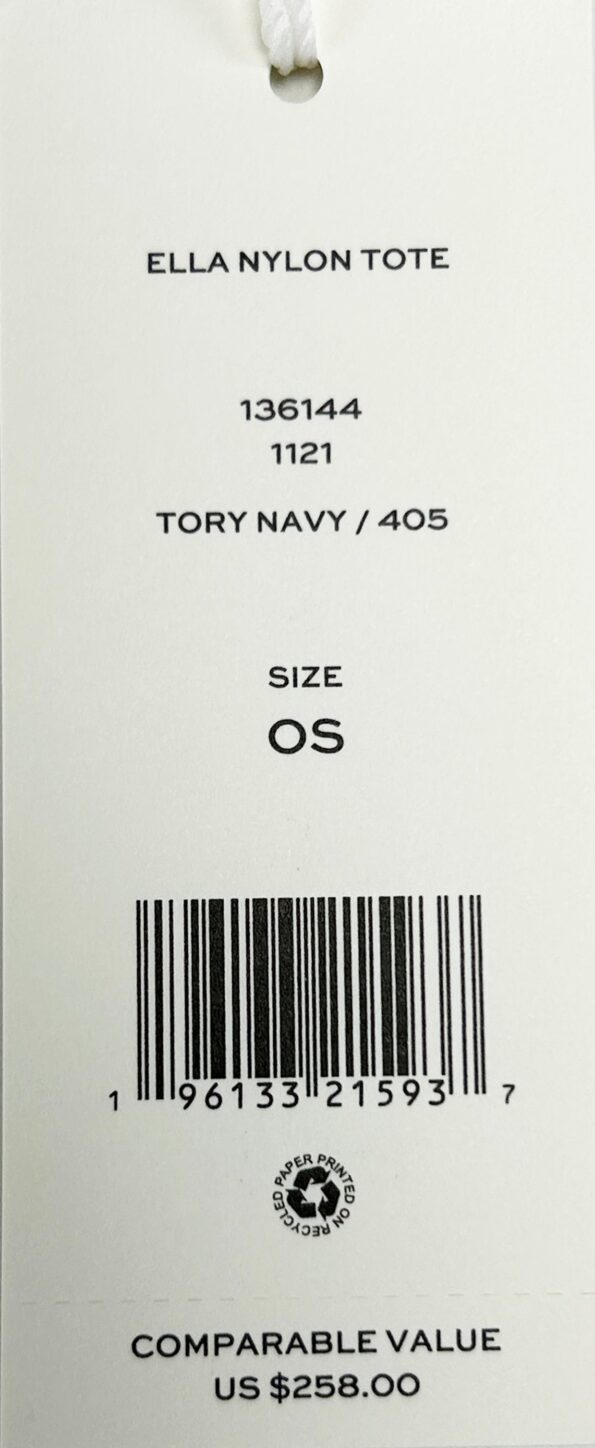 ELLA NYLON TOTE
136144
1121
TORY NAVY / 405
SIZE
OS
1 96133 21593 7
PRINTED ON RECYCLED PAPER
COMPARABLE VALUE
US $258.00